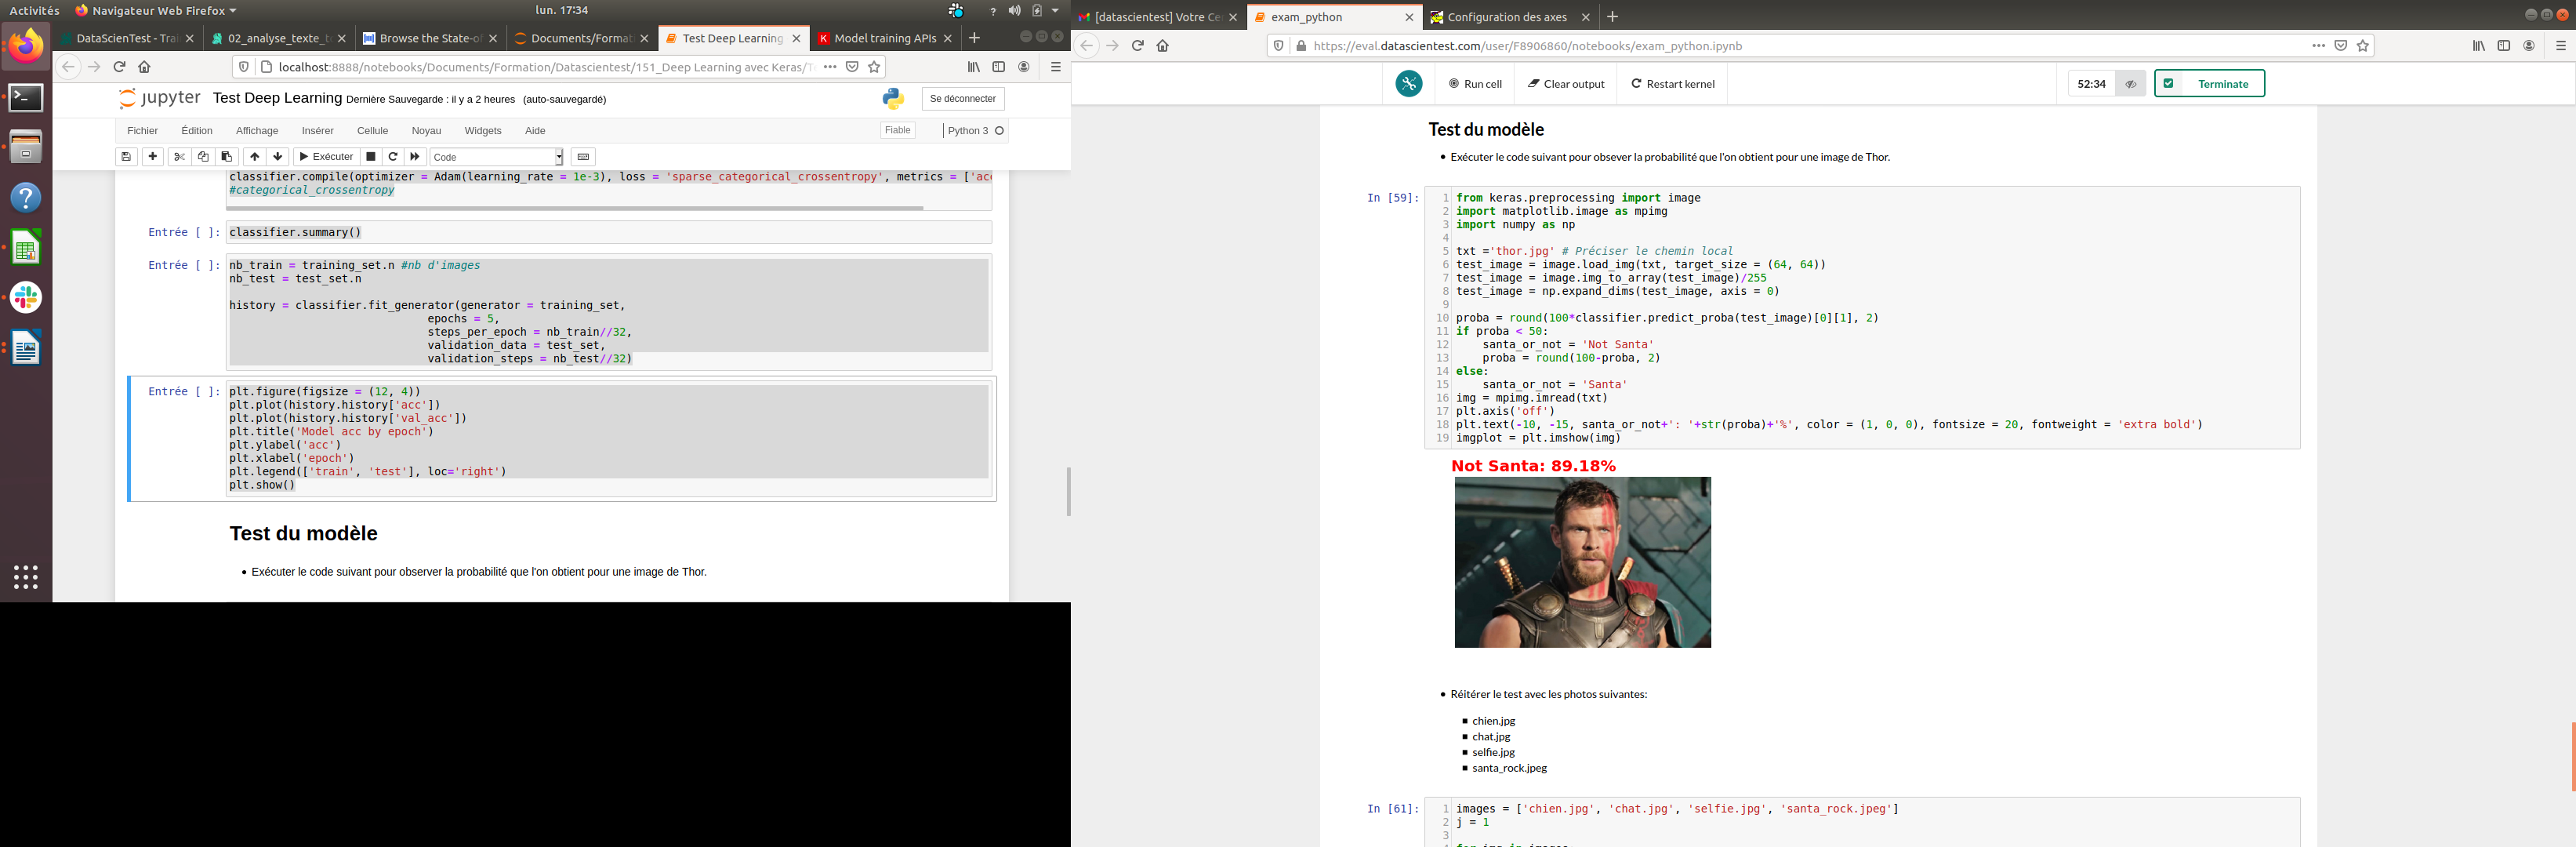 Activités
Navigateur Web Firefox
lun. 17:34
?
DataScienTest - Trai
02_analyse_texte_t
Browse the State-of
Documents/Format
Test Deep Learning
Model training APIs
localhost:8888/notebooks/Documents/Formation/Datascientest/151_Deep Learning avec Keras/T
jupyter
Test Deep Learning
Dernière Sauvegarde : il y a 2 heures
(auto-sauvegardé)
Se déconnecter
Fichier
Édition
Affichage
Insérer
Cellule
Noyau
Widgets
Aide
Fiable
Python 3
Exécuter
Code
classifier.compile(optimizer = Adam(learning_rate = 1e-3), loss = 'sparse_categorical_crossentropy', metrics = ['acc
#categorical_crossentropy
Entrée [ ]:
classifier.summary()
Entrée [ ]:
nb_train = training_set.n #nb d'images
nb_test = test_set.n
history = classifier.fit_generator(generator = training_set,
epochs = 5,
steps_per_epoch = nb_train//32,
validation_data = test_set,
validation_steps = nb_test//32)
Entrée [ ]:
plt.figure(figsize = (12, 4))
plt.plot(history.history['acc'])
plt.plot(history.history['val_acc'])
plt.title('Model acc by epoch')
plt.ylabel('acc')
plt.xlabel('epoch')
plt.legend(['train', 'test'], loc='right')
plt.show()
Test du modèle
• Exécuter le code suivant pour observer la probabilité que l'on obtient pour une image de Thor.
[datascientest] Votre Ce
exam_python
Configuration des axes
https://eval.datascientest.com/user/F8906860/notebooks/exam_python.ipynb
Run cell
Clear output
Restart kernel
52:34
Terminate
Test du modèle
• Exécuter le code suivant pour obsever la probabilité que l'on obtient pour une image de Thor.
In [59]:
1 from keras.preprocessing import image
2 import matplotlib.image as mpimg
3 import numpy as np
4
5 txt ='thor.jpg' # Préciser le chemin local
6 test_image = image.load_img(txt, target_size = (64, 64))
7 test_image = image.img_to_array(test_image)/255
8 test_image = np.expand_dims(test_image, axis = 0)
9
10 proba = round(100*classifier.predict_proba(test_image)[0][1], 2)
11 if proba < 50:
12 santa_or_not = 'Not Santa'
13 proba = round(100-proba, 2)
14 else:
15 santa_or_not = 'Santa'
16 img = mpimg.imread(txt)
17 plt.axis('off')
18 plt.text(-10, -15, santa_or_not+': '+str(proba)+'%', color = (1, 0, 0), fontsize = 20, fontweight = 'extra bold')
19 imgplot = plt.imshow(img)
Not Santa: 89.18%
• Réitérer le test avec les photos suivantes:
▪ chien.jpg
▪ chat.jpg
▪ selfie.jpg
▪ santa_rock.jpeg
In [61]:
1 images = ['chien.jpg', 'chat.jpg', 'selfie.jpg', 'santa_rock.jpeg']
2 j = 1
3
for img in images: